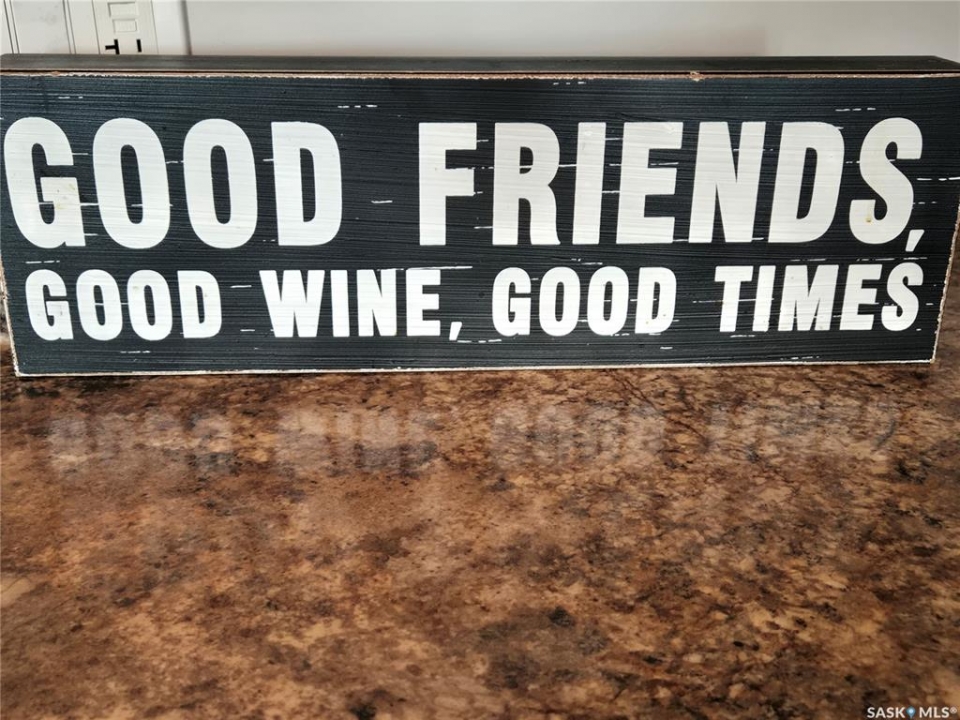 GOOD FRIENDS,
GOOD WINE, GOOD TIMES
SASK MLS®